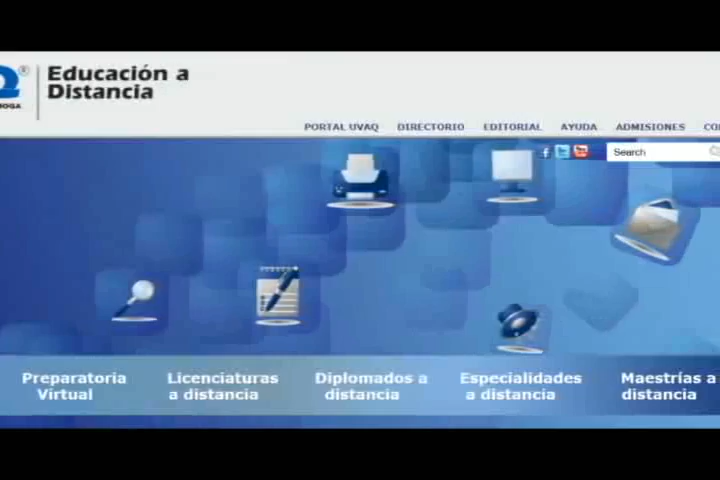 Educación a
Distancia
PORTAL UVAQ DIRECTORIO EDITORIAL AYUDA ADMISIONES
Search
Preparatoria Virtual
Licenciaturas a distancia
Diplomados a distancia
Especialidades a distancia
Maestrías a distancia